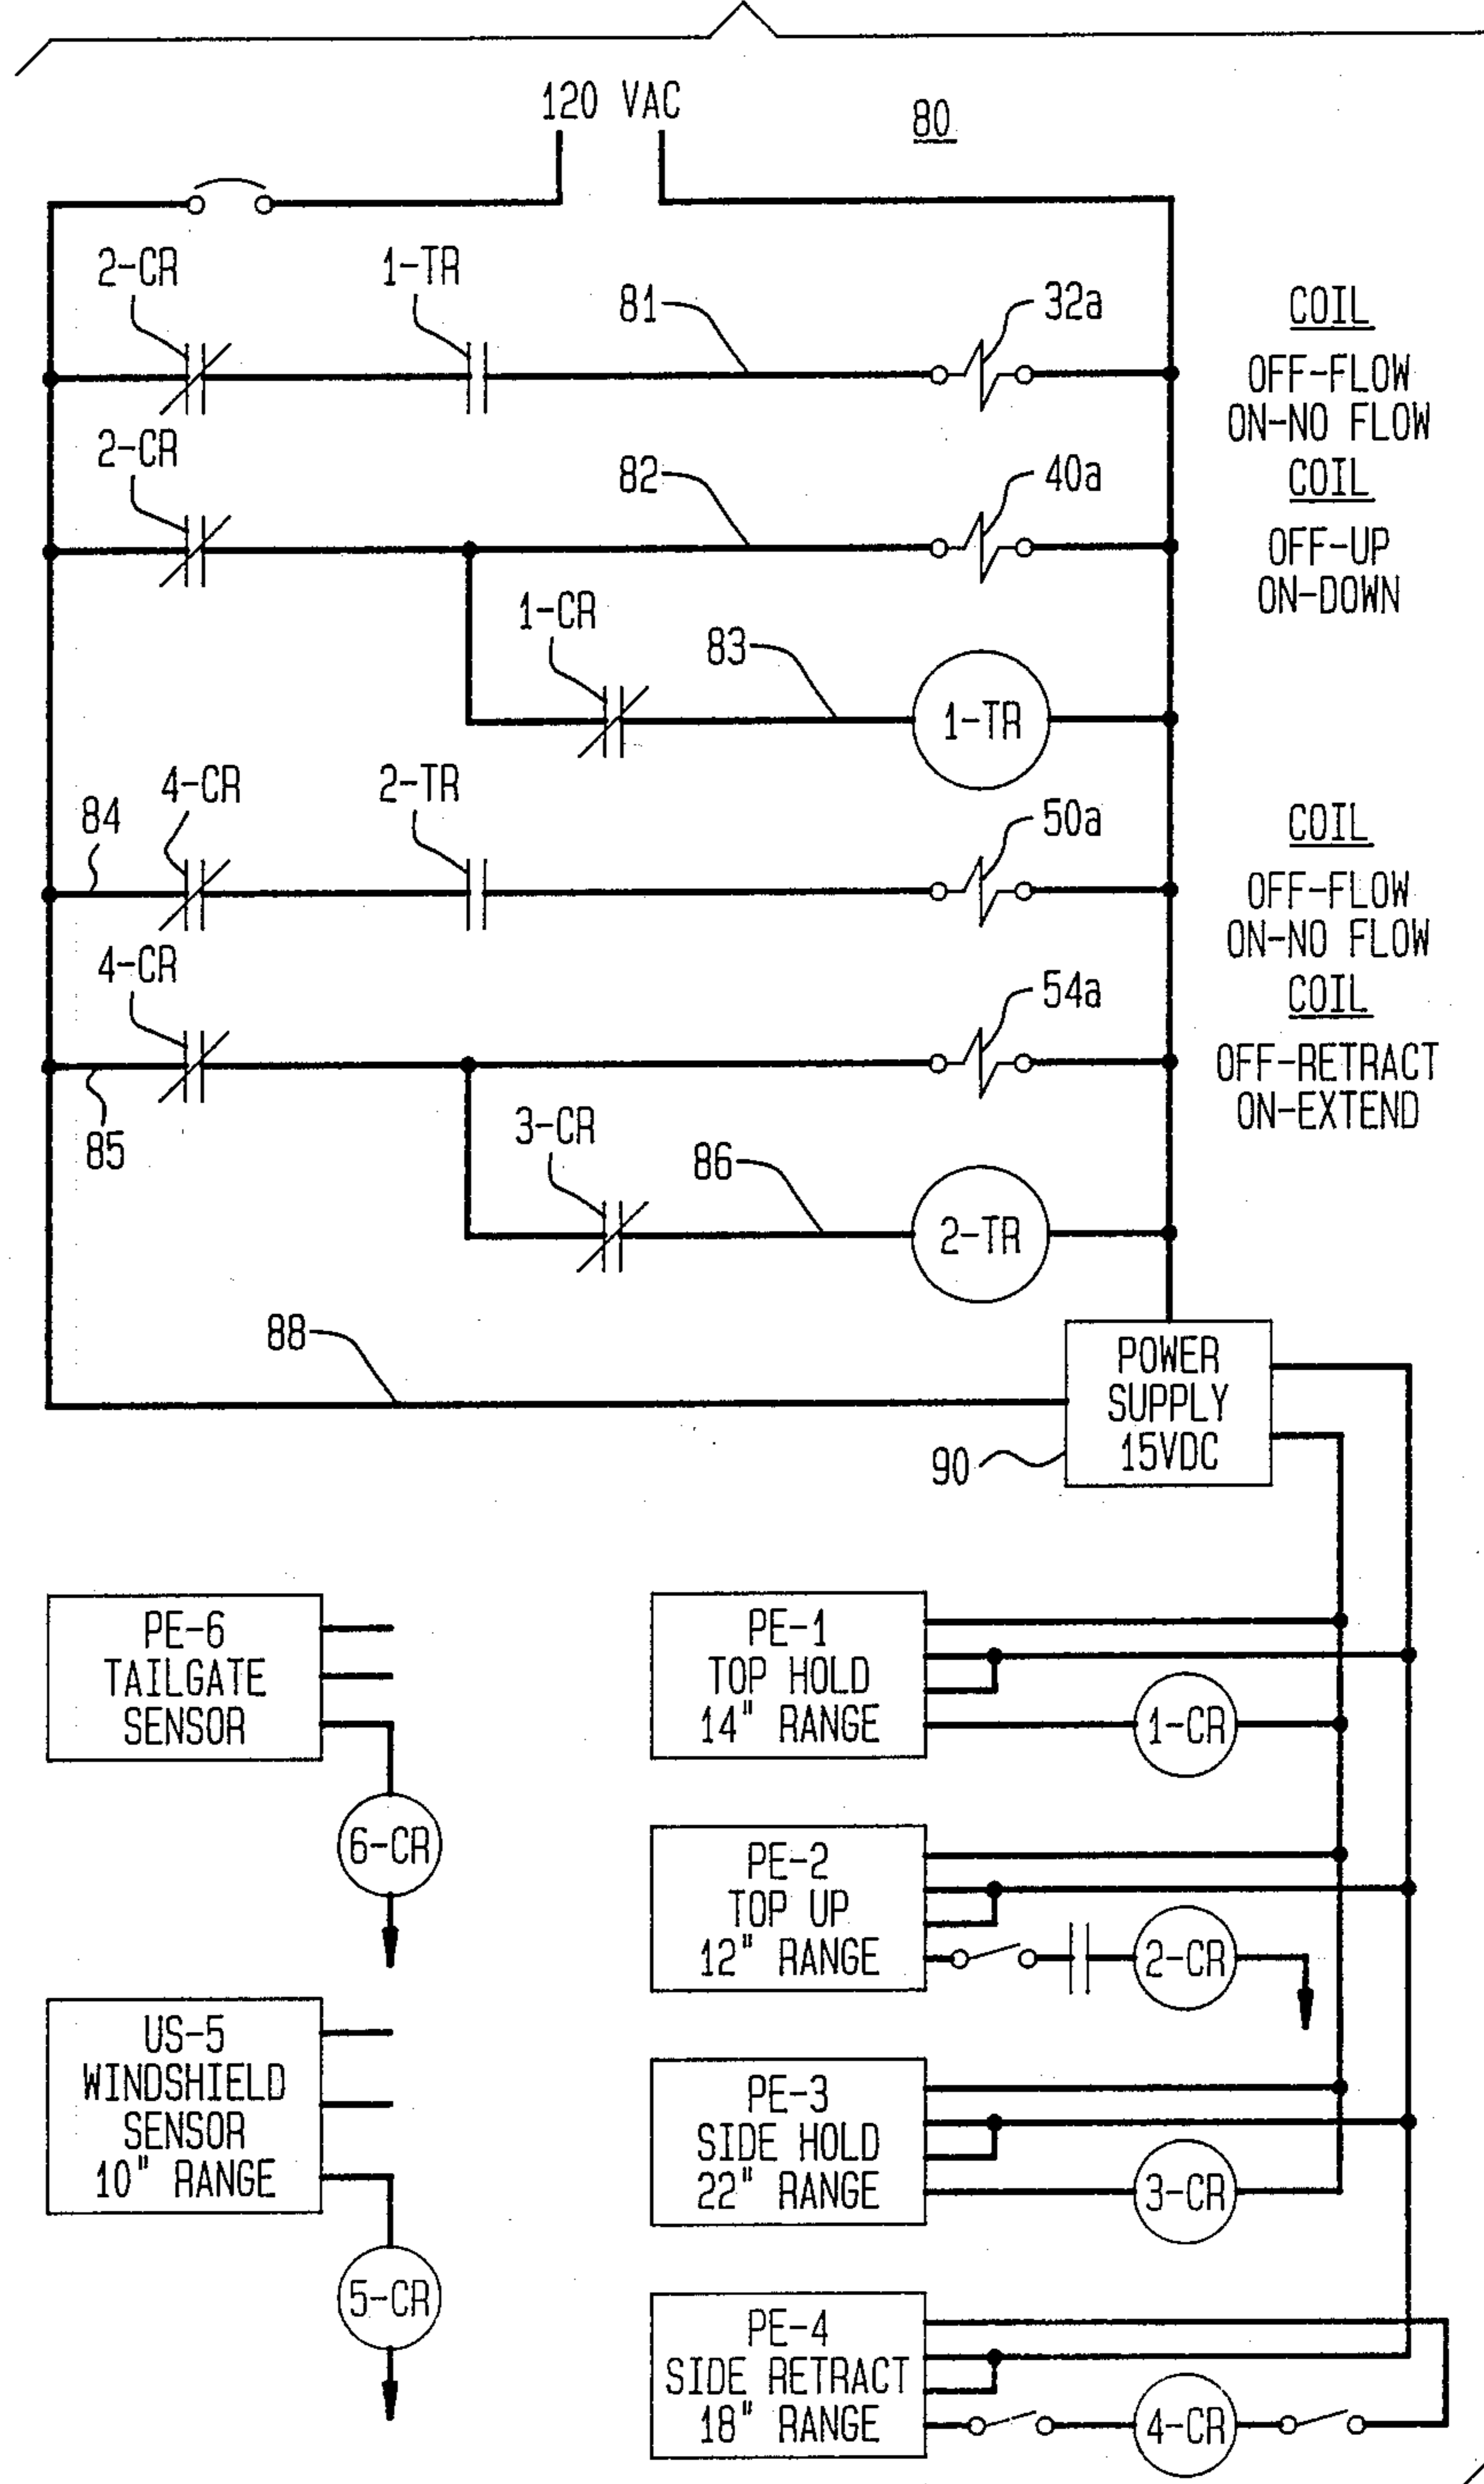 120 VAC
80
2-CR
1-TR
81
32a
COIL
OFF-FLOW
ON-NO FLOW
2-CR
82
40a
COIL
OFF-UP
ON-DOWN
1-CR
83
1-TR
4-CR
2-TR
84
50a
COIL
OFF-FLOW
ON-NO FLOW
4-CR
54a
COIL
OFF-RETRACT
ON-EXTEND
85
3-CR
86
2-TR
88
POWER
SUPPLY
15VDC
90
PE-6
TAILGATE
SENSOR
6-CR
US-5
WINDSHIELD
SENSOR
10" RANGE
5-CR
PE-1
TOP HOLD
14" RANGE
1-CR
PE-2
TOP UP
12" RANGE
2-CR
PE-3
SIDE HOLD
22" RANGE
3-CR
PE-4
SIDE RETRACT
18" RANGE
4-CR